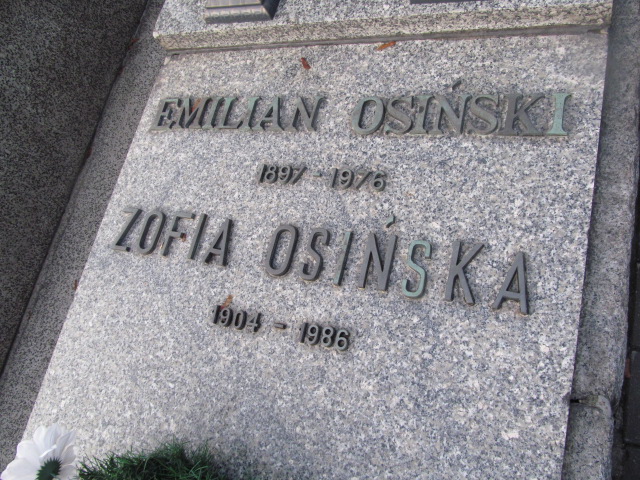 EMILIAN OSIŃSKI
1897 - 1976
ZOFIA OSIŃSKA
1904 - 1986